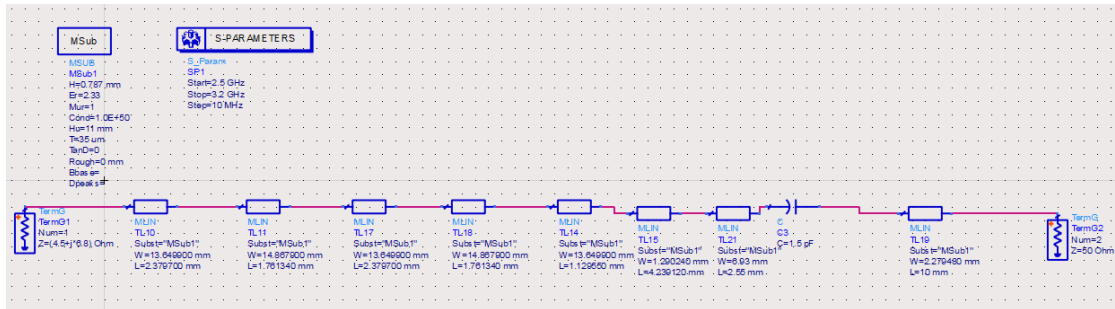 MSub
S-PARAMETERS
MSUB
MSub1
H=0.787 mm
Er=2.33
Mur=1
Cond=1.0E+50
Hu=11 mm
T=35 um
TanD=0
Rough=0 mm
Bbase=
Dpeaks=
S_Param
SP1
Start=2.5 GHz
Stop=3.2 GHz
Step=10 MHz
TermG
TermG1
Num=1
Z=(4.5+j*6.8) Ohm
MLIN
TL10
Subst="MSub1"
W=13.649900 mm
L=2.379700 mm
MLIN
TL11
Subst="MSub1"
W=14.867900 mm
L=1.761340 mm
MLIN
TL17
Subst="MSub1"
W=13.649900 mm
L=2.379700 mm
MLIN
TL18
Subst="MSub1"
W=14.867900 mm
L=1.761340 mm
MLIN
TL14
Subst="MSub1"
W=13.649900 mm
L=1.129550 mm
MLIN
TL15
Subst="MSub1"
W=1.290240 mm
L=4.239120 mm
MLIN
TL21
Subst="MSub1"
W=6.93 mm
L=2.55 mm
C
C3
C=1.5 pF
MLIN
TL19
Subst="MSub1"
W=2.279480 mm
L=10 mm
TermG
TermG2
Num=2
Z=50 Ohm